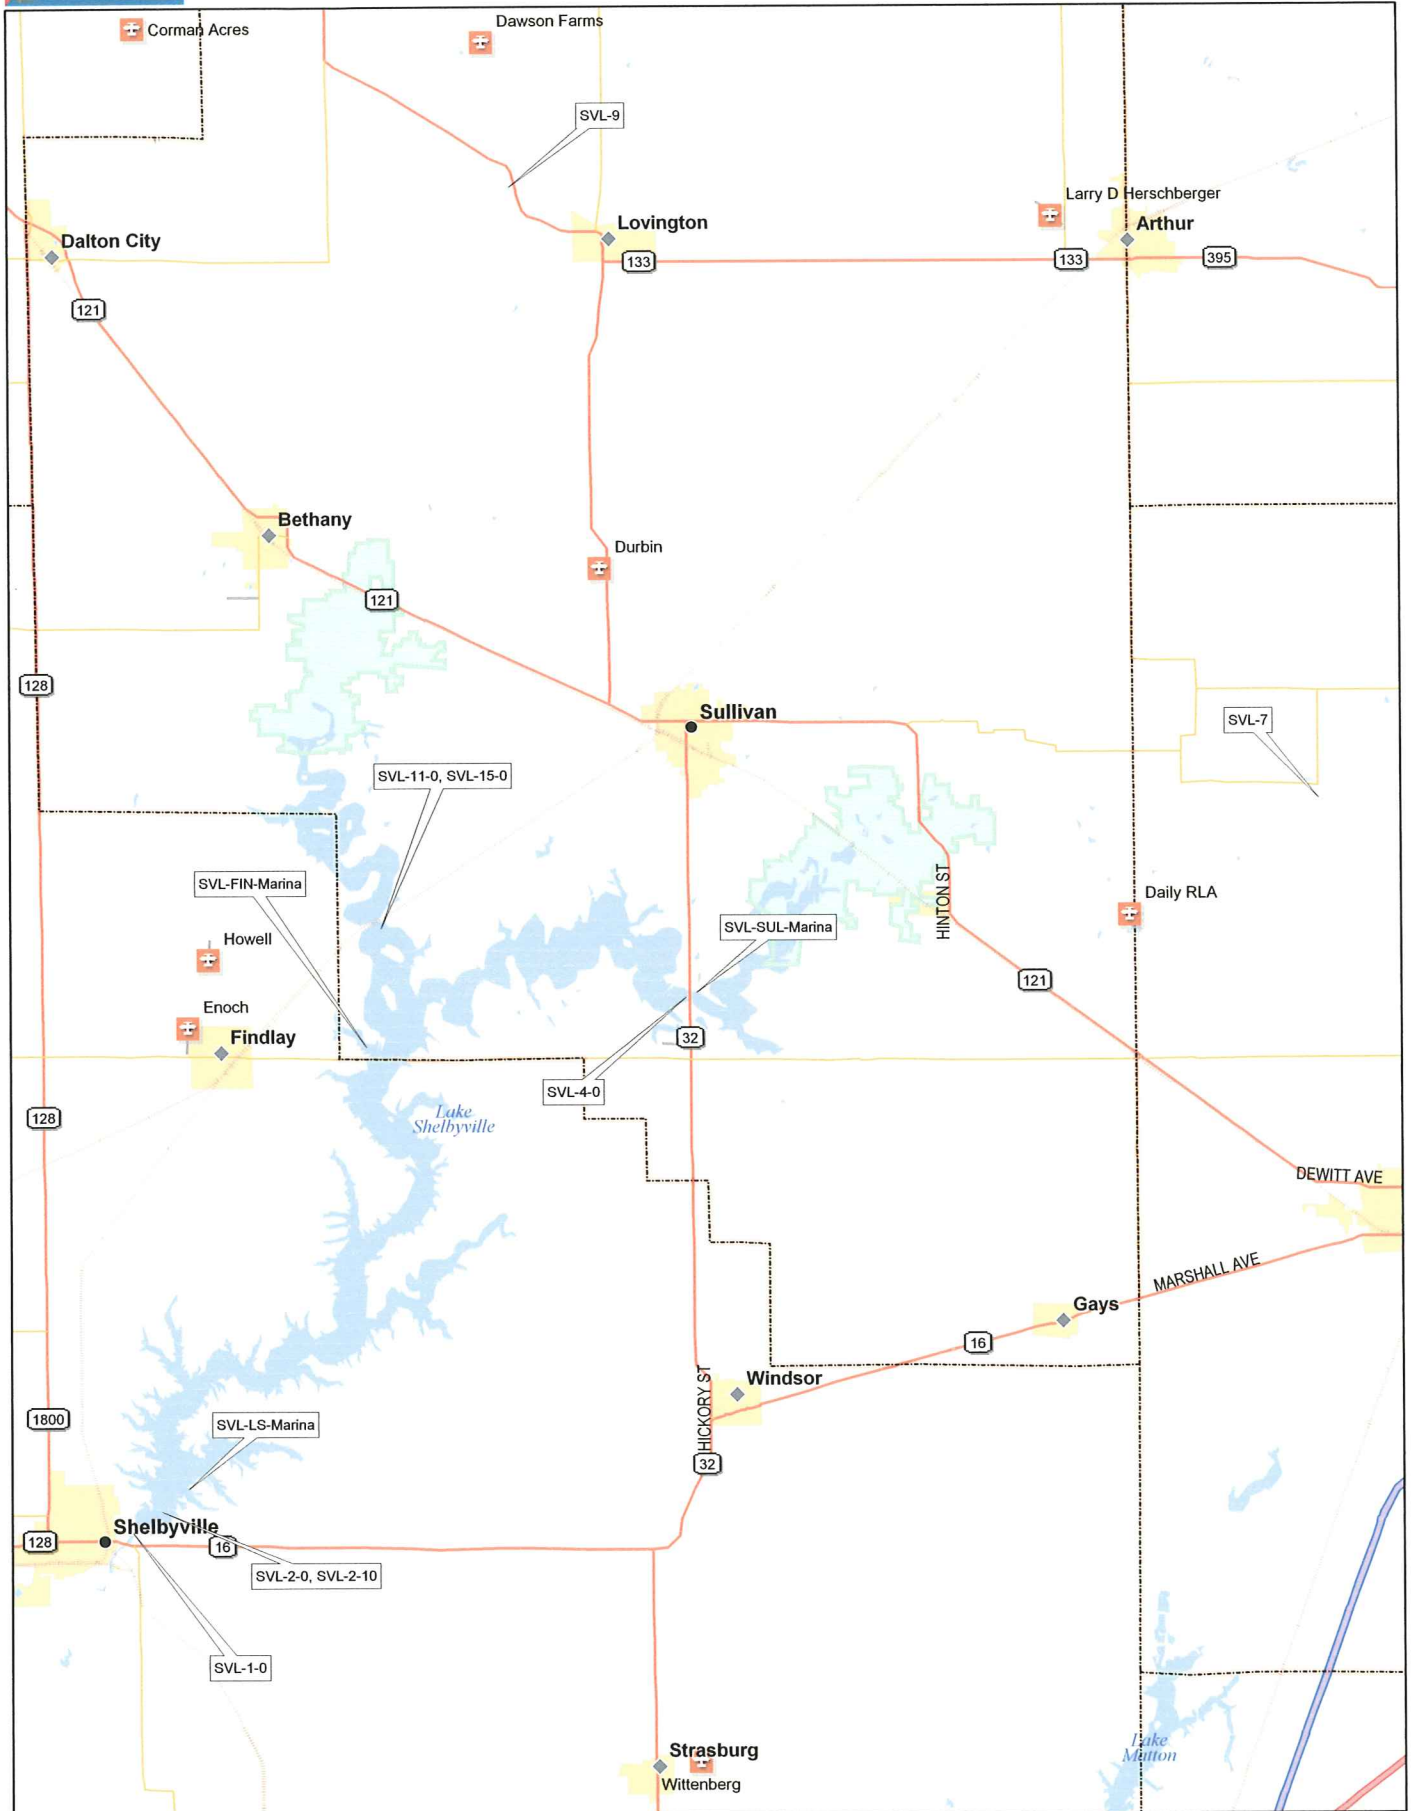 Corman Acres
Dawson Farms
SVL-9
Larry D Herschberger
Lovington
Arthur
Dalton City
133
133
395
121
Bethany
Durbin
121
128
Sullivan
SVL-7
SVL-11-0, SVL-15-0
SVL-FIN-Marina
HINTON ST
Daily RLA
SVL-SUL-Marina
Howell
121
Enoch
Findlay
32
SVL-4-0
128
Lake
Shelbyville
DEWITT AVE
MARSHALL AVE
Gays
16
Windsor
HICKORY ST
1800
SVL-LS-Marina
32
Shelbyville
128
16
SVL-2-0, SVL-2-10
SVL-1-0
Strasburg
Wittenberg
Lake
Mattoon